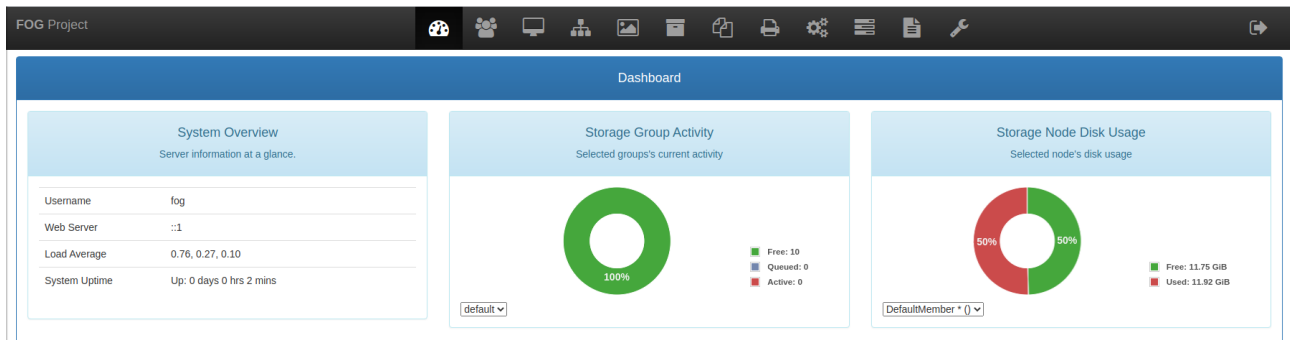 FOG Project
Dashboard
System Overview
Server information at a glance.
Username fog
Web Server ::1
Load Average 0.76, 0.27, 0.10
System Uptime Up: 0 days 0 hrs 2 mins
Storage Group Activity
Selected groups's current activity
100%
Free: 10
Queued: 0
Active: 0
default
Storage Node Disk Usage
Selected node's disk usage
50%
50%
Free: 11.75 GiB
Used: 11.92 GiB
DefaultMember * ()